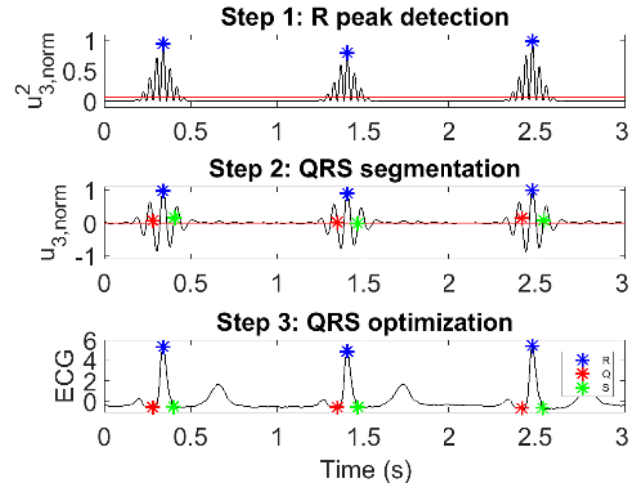 Step 1: R peak detection
u²3,norm
1
0.5
0
0 0.5 1 1.5 2 2.5 3
Step 2: QRS segmentation
u3,norm
1
0
-1
0 0.5 1 1.5 2 2.5 3
Step 3: QRS optimization
ECG
6
4
2
0
R
Q
S
0 0.5 1 1.5 2 2.5 3
Time (s)